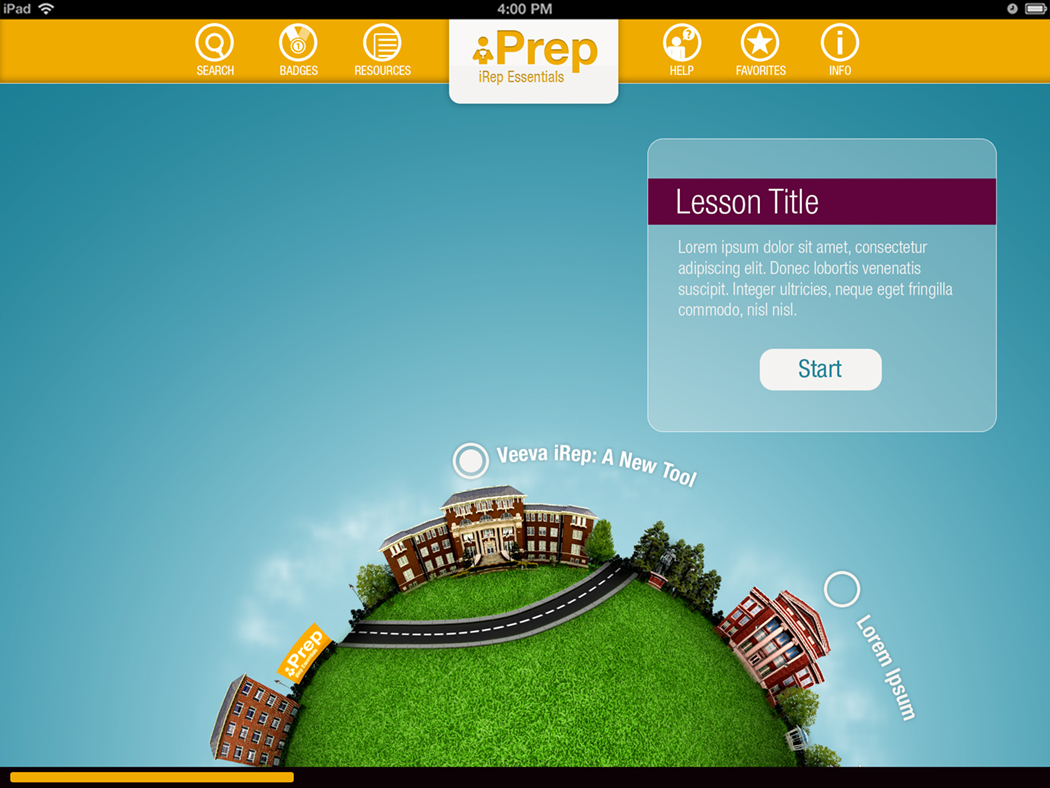 iPad
4:00 PM
SEARCH
BADGES
RESOURCES
iPrep
iRep Essentials
HELP
FAVORITES
INFO
Lesson Title
Lorem ipsum dolor sit amet, consectetur
adipiscing elit. Donec lobortis venenatis
suscipit. Integer ultricies, neque eget fringilla
commodo, nisl nisl.
Start
Veeva iRep: A New Tool
Lorem Ipsum
iPrep